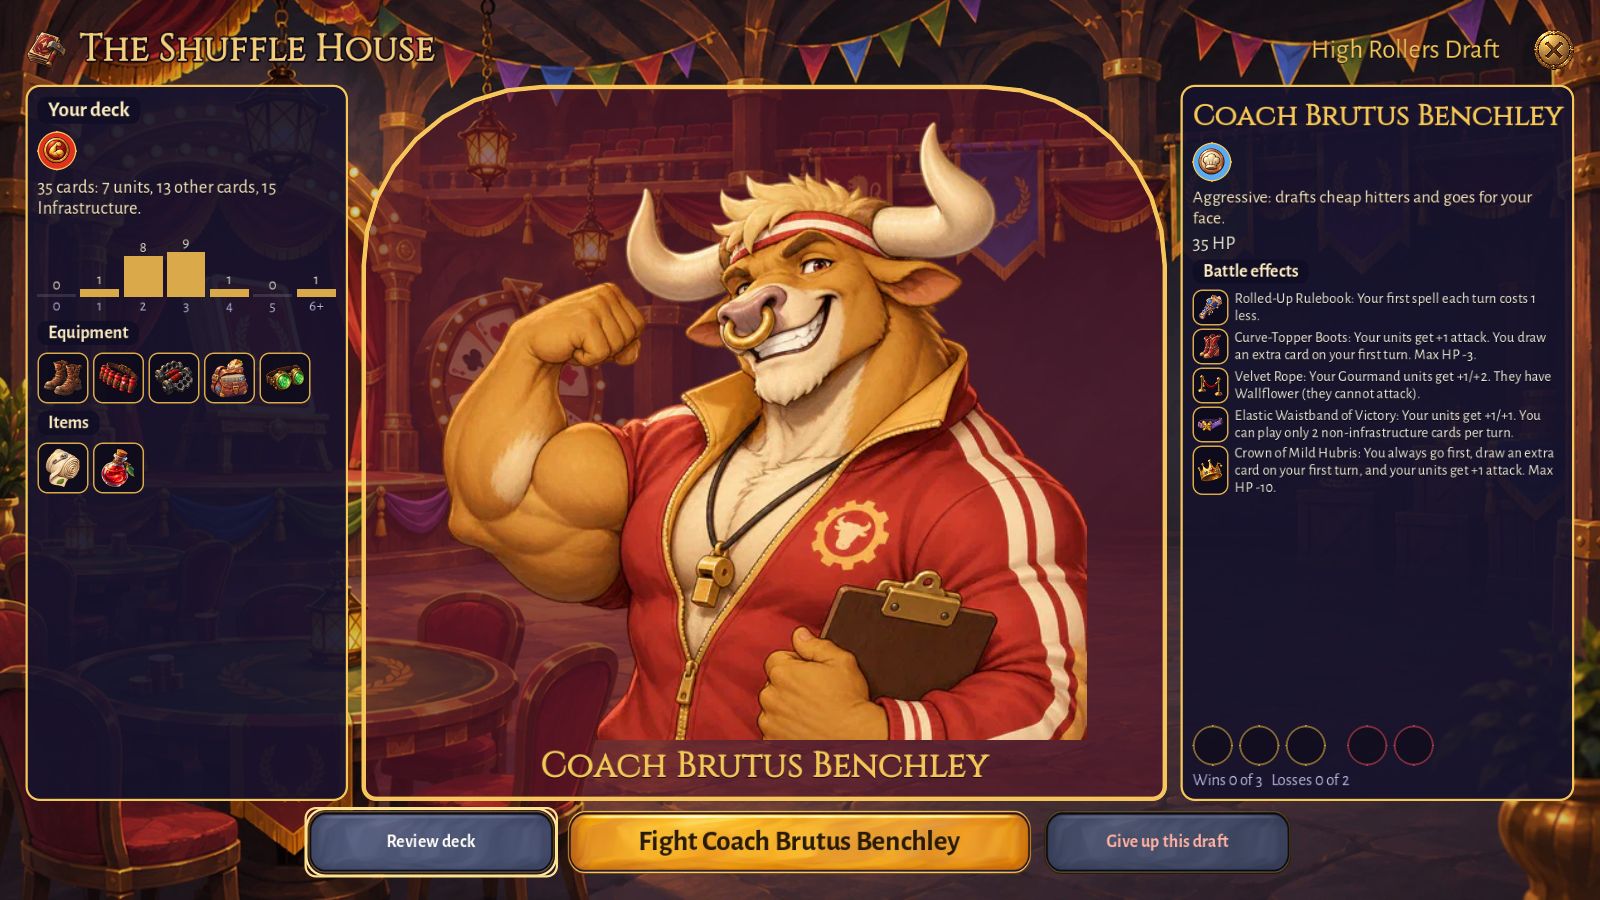 The Shuffle House
High Rollers Draft
Your deck
35 cards: 7 units, 13 other cards, 15
Infrastructure.
0 1 8 9 1 0 1
0 1 2 3 4 5 6+
Equipment
Items
Coach Brutus Benchley
Review deck
Fight Coach Brutus Benchley
Give up this draft
Coach Brutus Benchley
Aggressive: drafts cheap hitters and goes for your
face.
35 HP
Battle effects
Rolled-Up Rulebook: Your first spell each turn costs 1
less.
Curve-Topper Boots: Your units get +1 attack. You draw
an extra card on your first turn. Max HP -3.
Velvet Rope: Your Gourmand units get +1/+2. They have
Wallflower (they cannot attack).
Elastic Waistband of Victory: Your units get +1/+1. You
can play only 2 non-infrastructure cards per turn.
Crown of Mild Hubris: You always go first, draw an extra
card on your first turn, and your units get +1 attack. Max
HP -10.
Wins 0 of 3 Losses 0 of 2